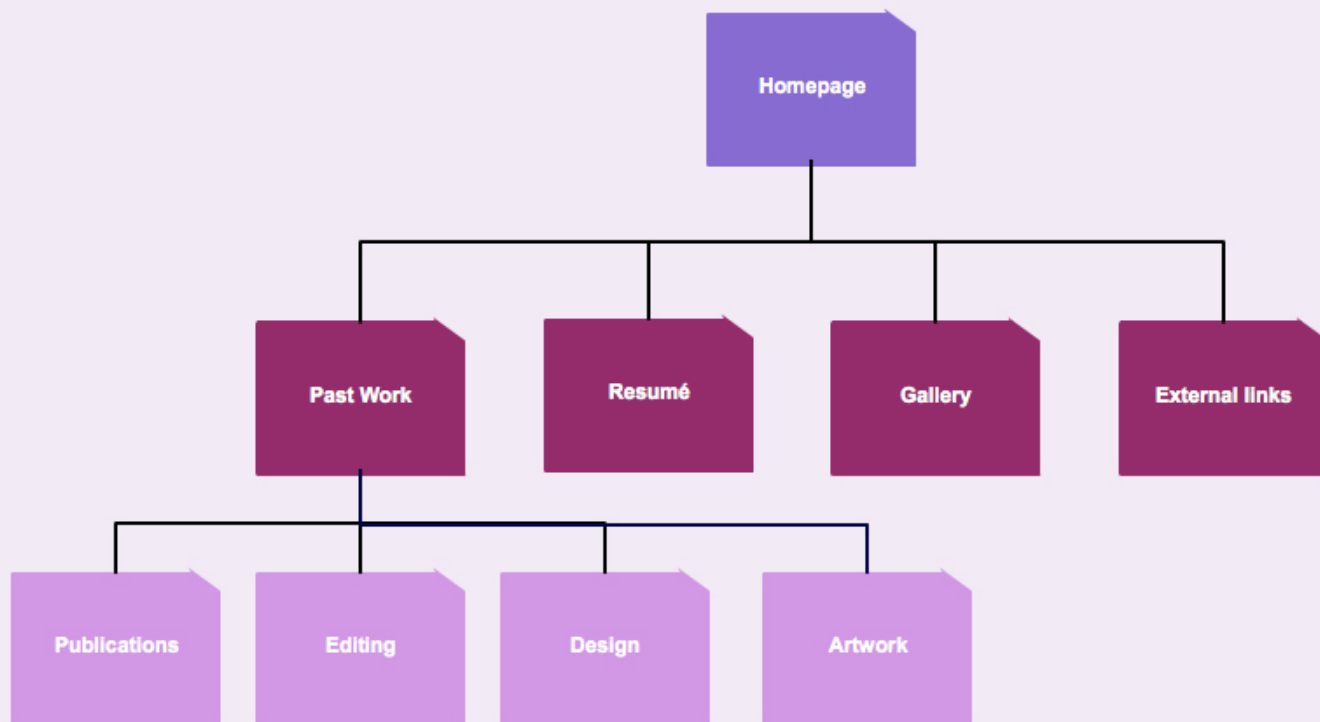 Homepage
Past Work
Resumé
Gallery
External links
Publications
Editing
Design
Artwork